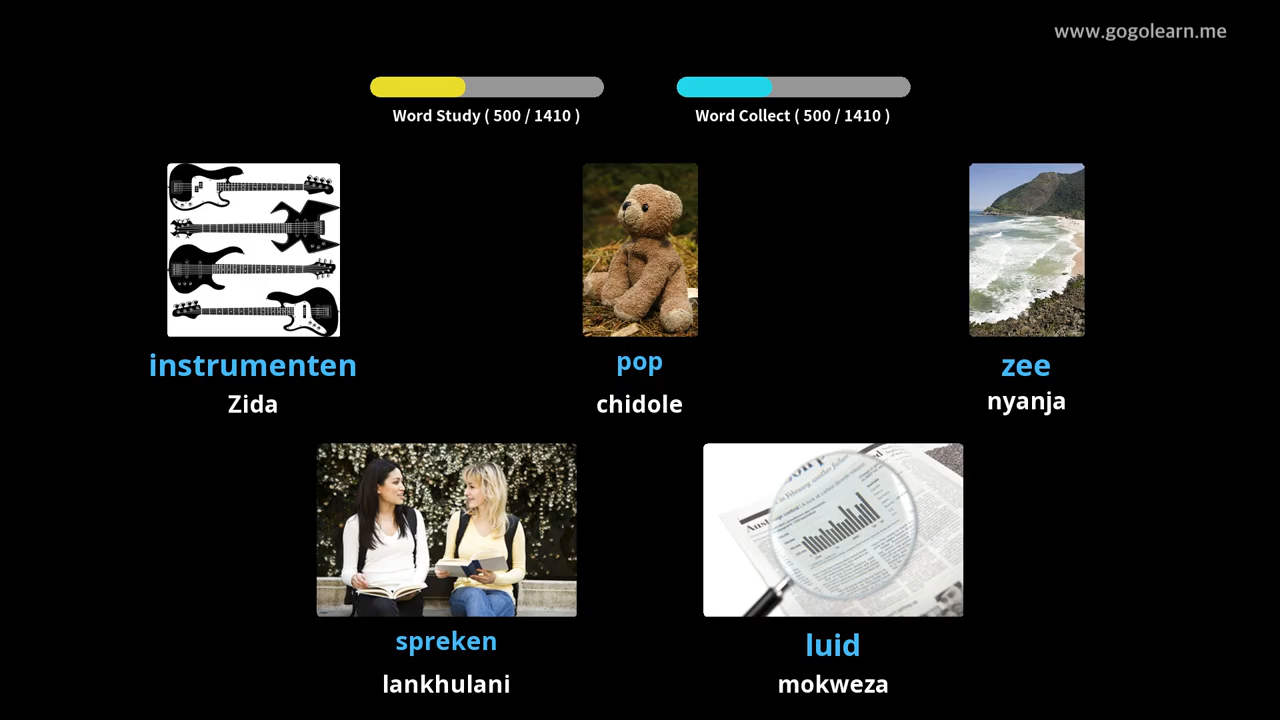 www.gogolearn.me
Word Study ( 500 / 1410 )
Word Collect ( 500 / 1410 )
instrumenten
Zida
pop
chidole
zee
nyanja
spreken
lankhulani
luid
mokweza